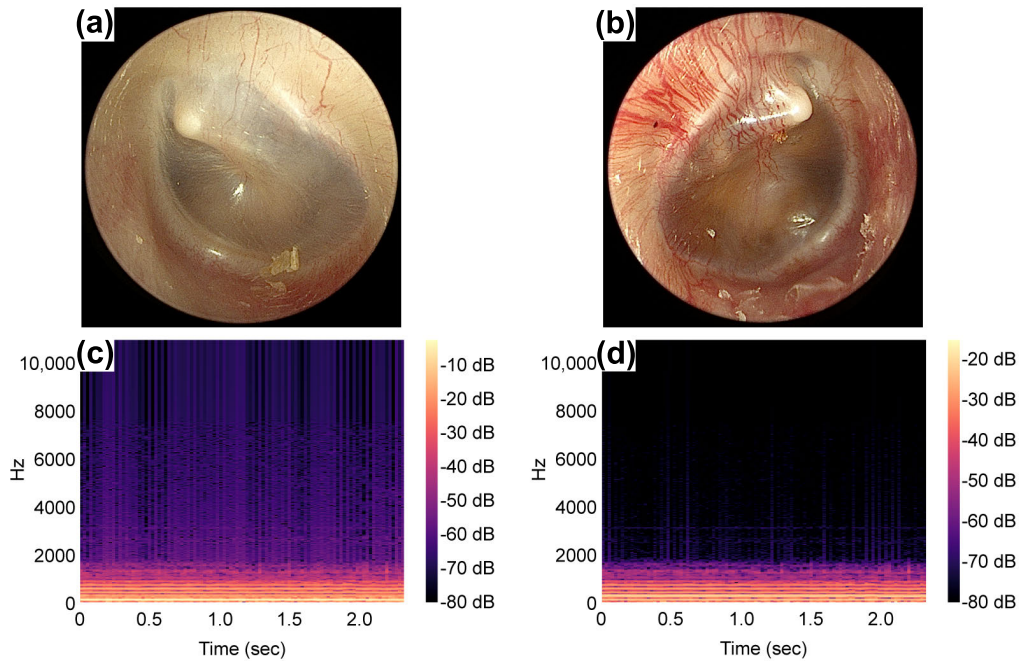 (a)
(b)
(c)
10,000
8000
6000
4000
2000
0
Hz
0
0.5
1.0
1.5
2.0
Time (sec)
-10 dB
-20 dB
-30 dB
-40 dB
-50 dB
-60 dB
-70 dB
-80 dB
(d)
10,000
8000
6000
4000
2000
0
Hz
0
0.5
1.0
1.5
2.0
Time (sec)
-20 dB
-30 dB
-40 dB
-50 dB
-60 dB
-70 dB
-80 dB